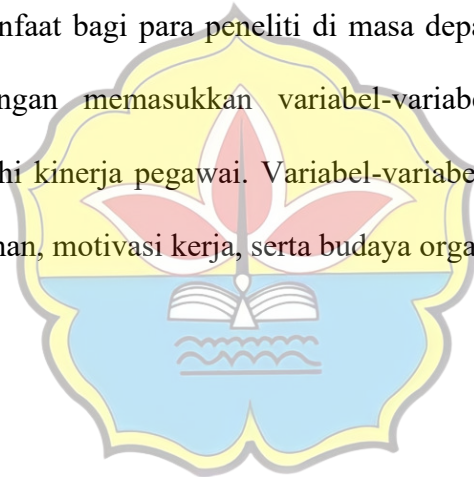 nfaat bagi para peneliti di masa depa
ngan memasukkan variabel-variabe
hi kinerja pegawai. Variabel-variabe
nan, motivasi kerja, serta budaya orga